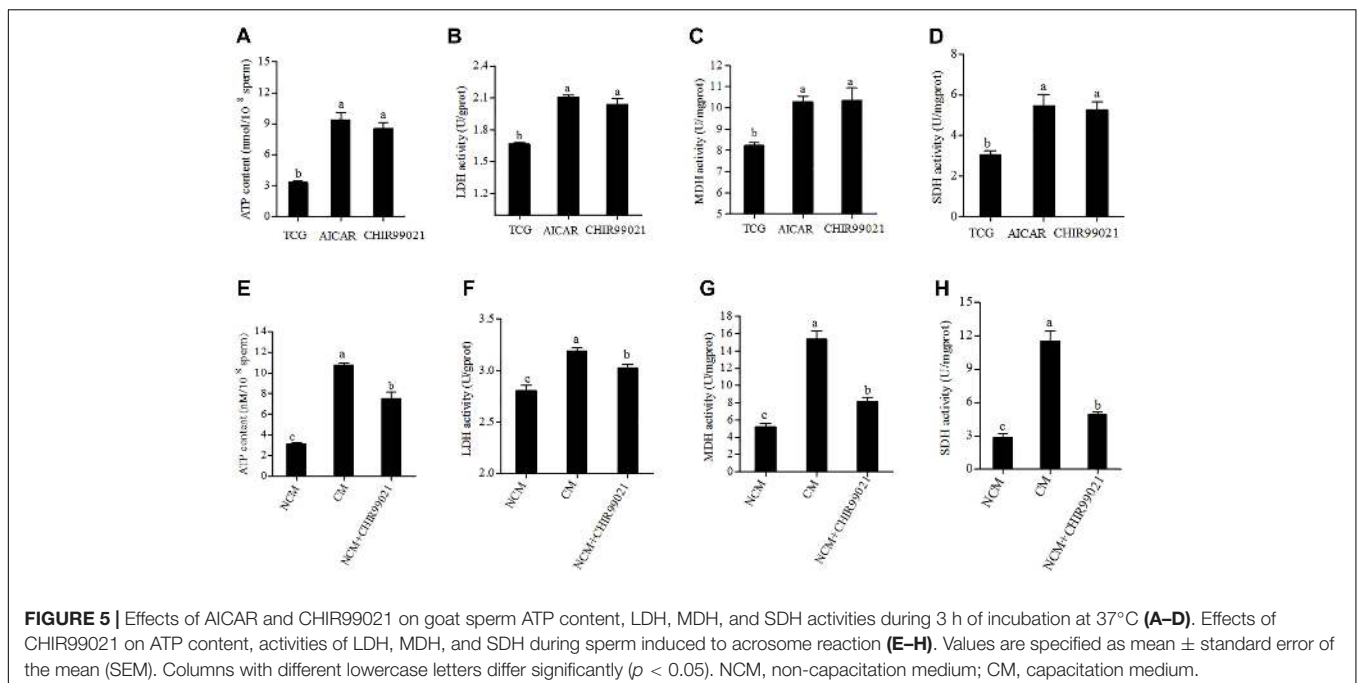 A
ATP content (nmol/10⁸ sperm)
15
12
9
6
3
0
b
a
a
TCG AICAR CHIR99021
B
LDH activity (U/gprot)
2.4
2.1
1.8
1.5
1.2
b
a
a
TCG AICAR CHIR99021
C
MDH activity (U/mgprot)
12
11
10
9
8
7
6
5
b
a
a
TCG AICAR CHIR99021
D
SDH activity (U/mgprot)
8
6
4
2
0
b
a
a
TCG AICAR CHIR99021
E
ATP content (nM/10⁸ sperm)
14
12
10
8
6
4
2
0
c
a
b
NCM
CM
NCM+CHIR99021
F
LDH activity (U/gprot)
3.5
3.0
2.5
2.0
c
a
b
NCM
CM
NCM+CHIR99021
G
MDH activity (U/mgprot)
18
16
14
12
10
8
6
4
2
0
c
a
b
NCM
CM
NCM+CHIR99021
H
SDH activity (U/mgprot)
15
12
9
6
3
0
c
a
b
NCM
CM
NCM+CHIR99021
FIGURE 5 | Effects of AICAR and CHIR99021 on goat sperm ATP content, LDH, MDH, and SDH activities during 3 h of incubation at 37°C (A–D). Effects of
CHIR99021 on ATP content, activities of LDH, MDH, and SDH during sperm induced to acrosome reaction (E–H). Values are specified as mean ± standard error of
the mean (SEM). Columns with different lowercase letters differ significantly (p < 0.05). NCM, non-capacitation medium; CM, capacitation medium.